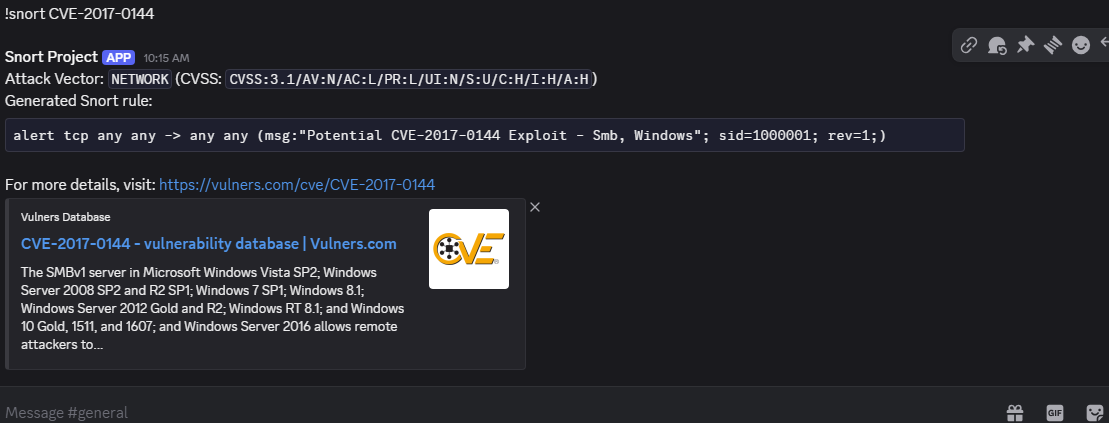 !snort CVE-2017-0144
Snort Project APP 10:15 AM
Attack Vector: NETWORK (CVSS: CVSS:3.1/AV:N/AC:L/PR:L/UI:N/S:U/C:H/I:H/A:H)
Generated Snort rule:
alert tcp any any -> any any (msg:"Potential CVE-2017-0144 Exploit - Smb, Windows"; sid=1000001; rev=1;)
For more details, visit: https://vulners.com/cve/CVE-2017-0144
Vulners Database
CVE-2017-0144 - vulnerability database | Vulners.com
CVE
The SMBv1 server in Microsoft Windows Vista SP2; Windows
Server 2008 SP2 and R2 SP1; Windows 7 SP1; Windows 8.1;
Windows Server 2012 Gold and R2; Windows RT 8.1; and Windows
10 Gold, 1511, and 1607; and Windows Server 2016 allows remote
attackers to...
Message #general
GIF